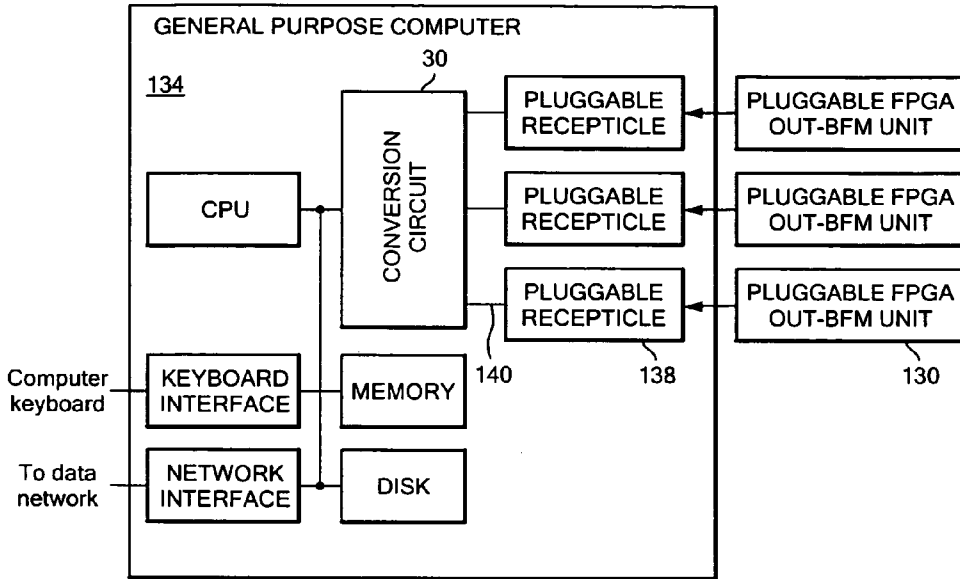 GENERAL PURPOSE COMPUTER
134
30
CONVERSION
CIRCUIT
CPU
PLUGGABLE
RECEPTICLE
PLUGGABLE FPGA
OUT-BFM UNIT
PLUGGABLE
RECEPTICLE
PLUGGABLE FPGA
OUT-BFM UNIT
PLUGGABLE
RECEPTICLE
PLUGGABLE FPGA
OUT-BFM UNIT
140
138
130
Computer
keyboard
KEYBOARD
INTERFACE
MEMORY
To data
network
NETWORK
INTERFACE
DISK